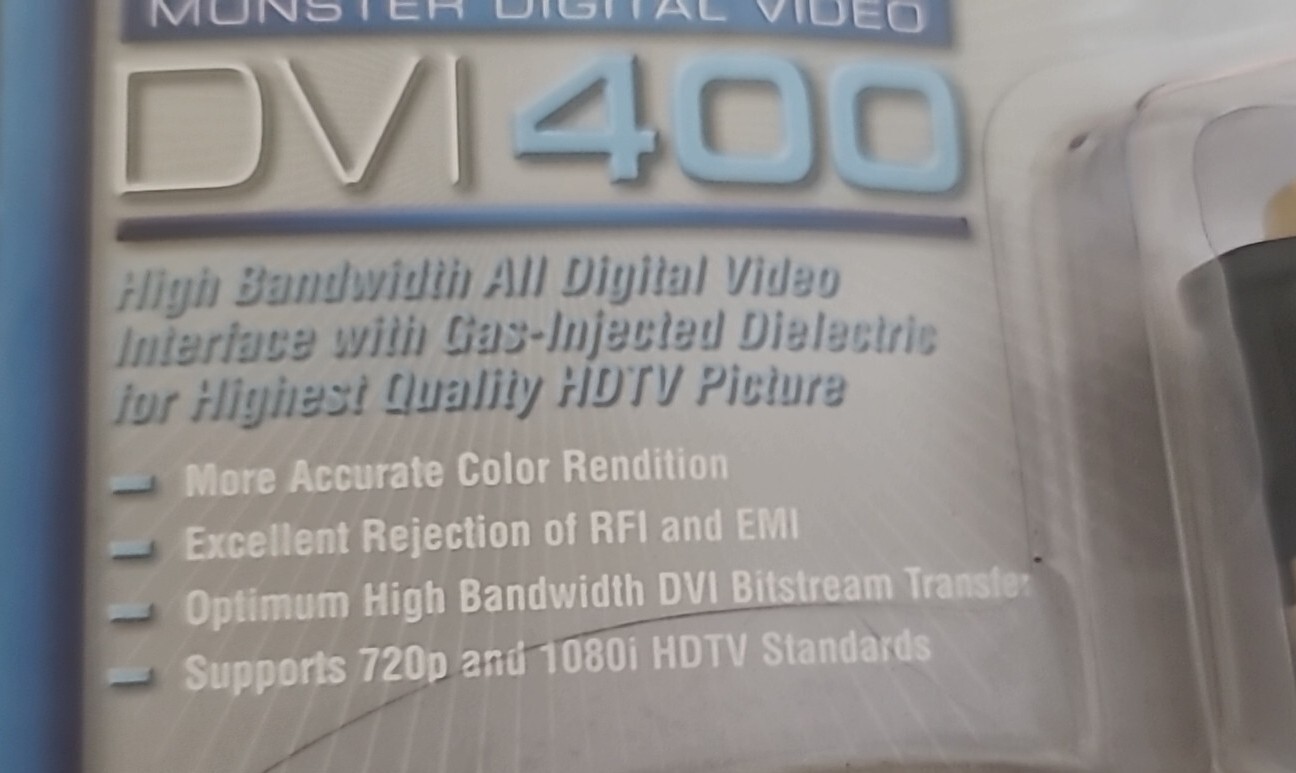 MONSTER DIGITAL VIDEO
DVI 400
High Bandwidth All Digital Video
Interface with Gas-Injected Dielectric
for Highest Quality HDTV Picture
More Accurate Color Rendition
Excellent Rejection of RFI and EMI
Optimum High Bandwidth DVI Bitstream Transfer
Supports 720p and 1080i HDTV Standards